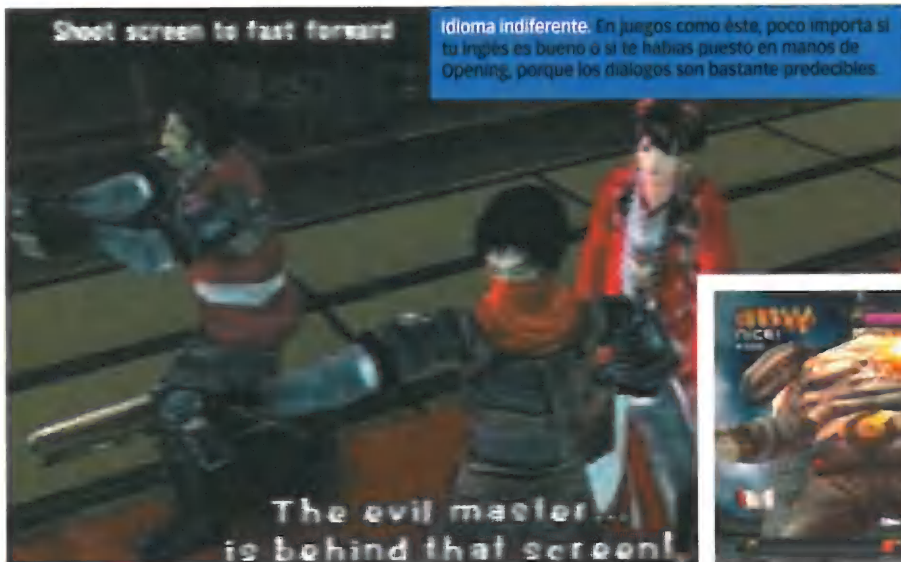 Shoot screen to fast forward
Idioma indiferente. En juegos como éste, poco importa si
tu inglés es bueno o si te habías puesto en manos de
Opening, porque los diálogos son bastante predecibles.
The evil master...
is behind that screen!
nice!